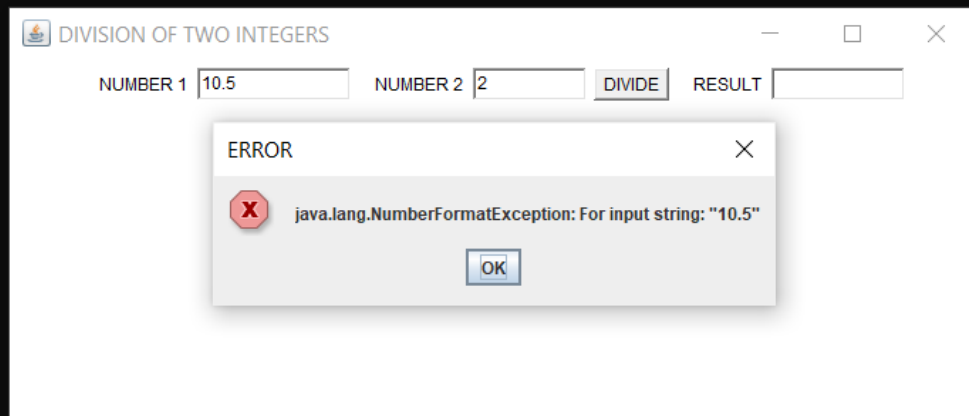 DIVISION OF TWO INTEGERS
NUMBER 1 10.5 NUMBER 2 2 DIVIDE RESULT
ERROR
X
java.lang.NumberFormatException: For input string: "10.5"
OK